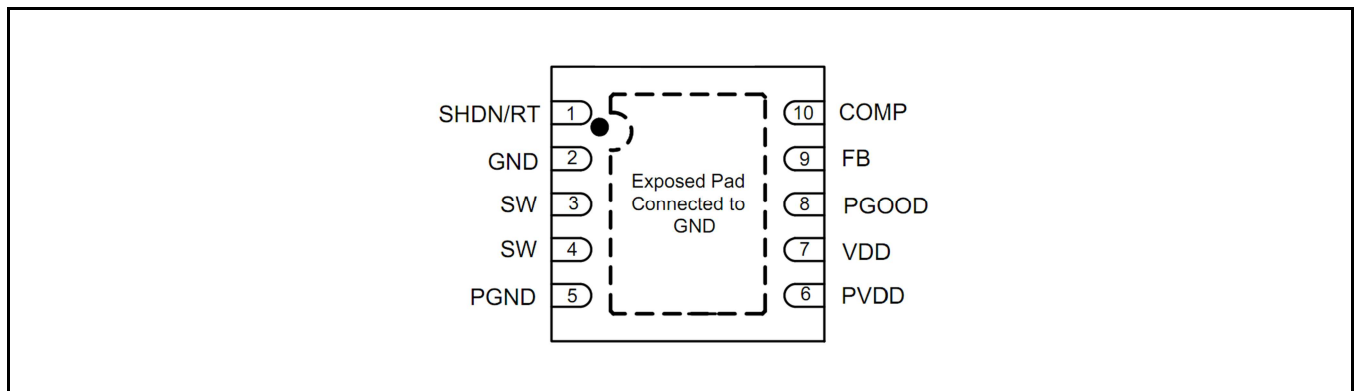 SHDN/RT 1
GND 2
SW 3
SW 4
PGND 5
Exposed Pad
Connected to
GND
10 COMP
9 FB
8 PGOOD
7 VDD
6 PVDD